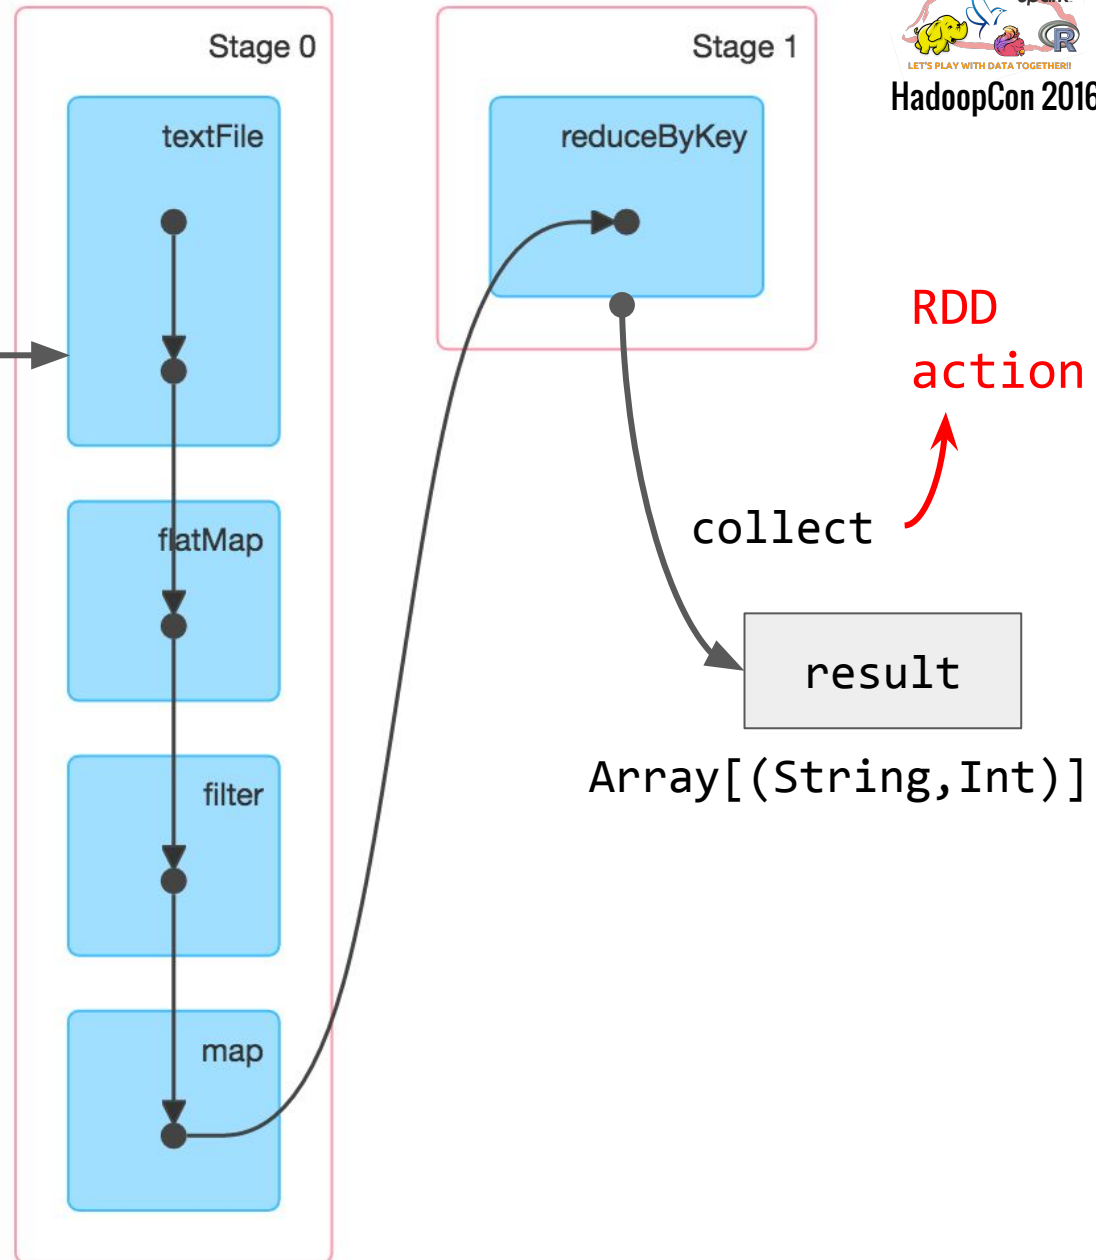 Stage 0
textFile
flatMap
filter
map
Stage 1
reduceByKey
LET'S PLAY WITH DATA TOGETHER!!
HadoopCon 2016
RDD
action
collect
result
Array[(String,Int)]